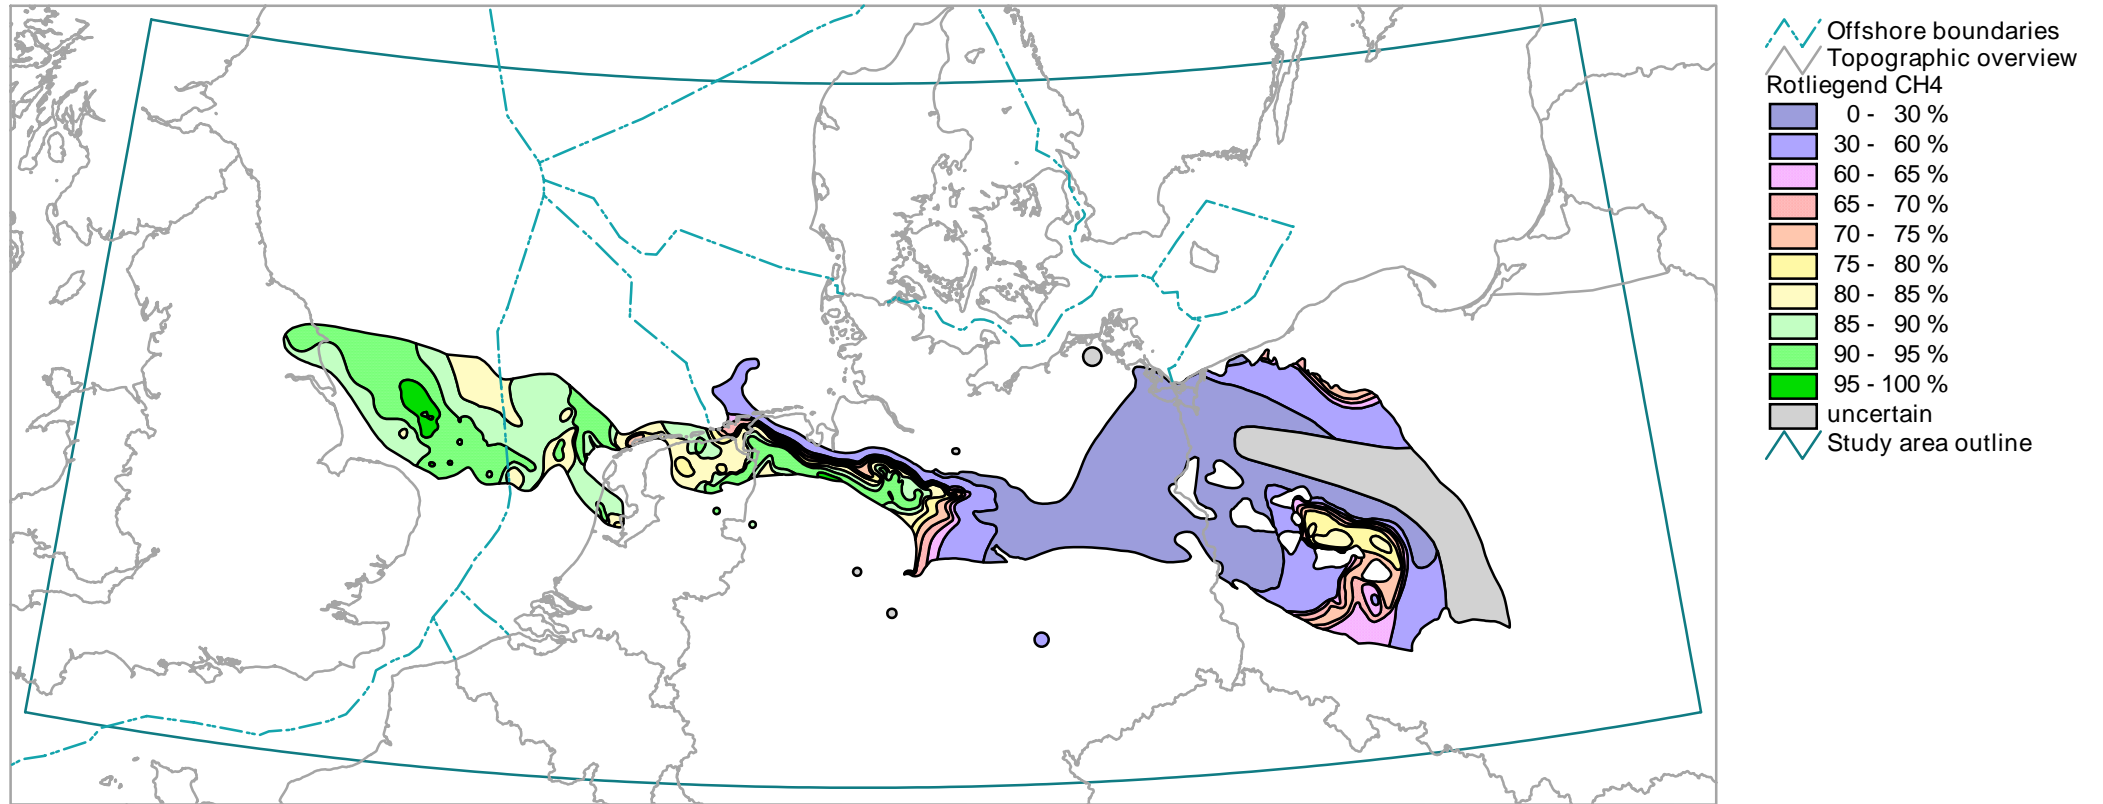 Offshore boundaries
Topographic overview
Rotliegend CH4
0 - 30 %
30 - 60 %
60 - 65 %
65 - 70 %
70 - 75 %
75 - 80 %
80 - 85 %
85 - 90 %
90 - 95 %
95 - 100 %
uncertain
Study area outline